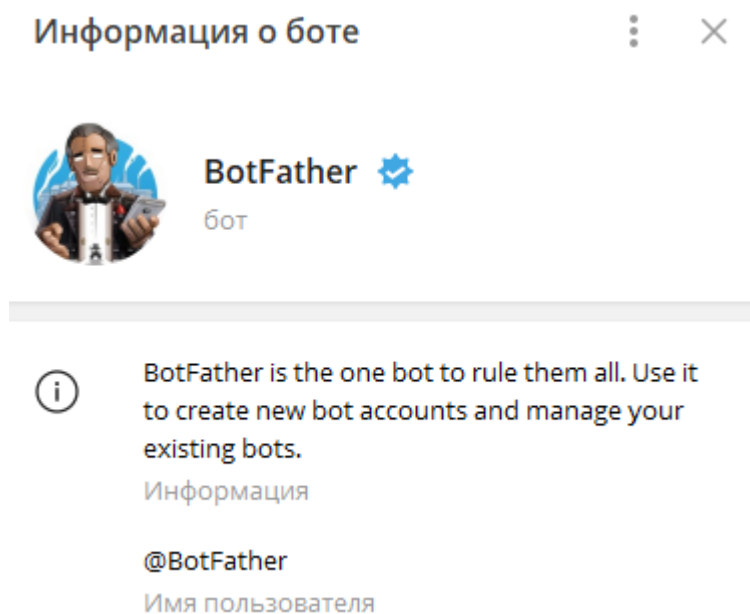 Информация о боте
BotFather
бот
BotFather is the one bot to rule them all. Use it
to create new bot accounts and manage your
existing bots.
Информация
@BotFather
Имя пользователя